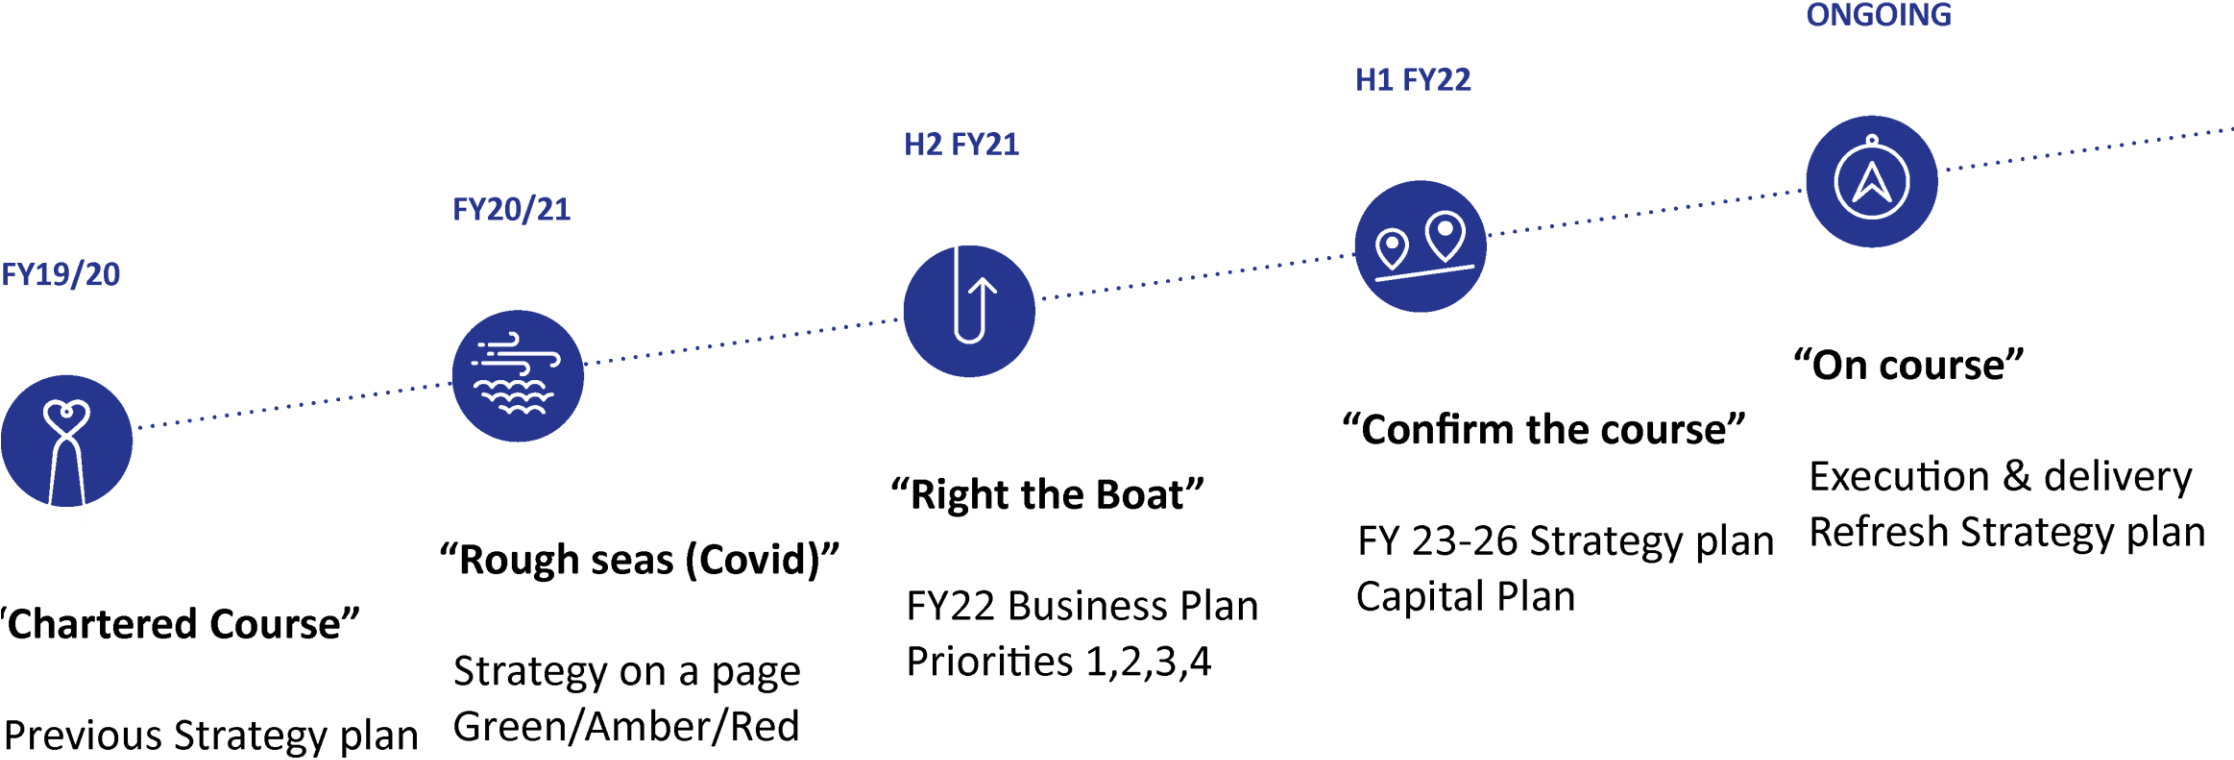 FY19/20
“Chartered Course”
Previous Strategy plan
FY20/21
“Rough seas (Covid)”
Strategy on a page
Green/Amber/Red
H2 FY21
“Right the Boat”
FY22 Business Plan
Priorities 1,2,3,4
H1 FY22
“Confirm the course”
FY 23-26 Strategy plan
Capital Plan
ONGOING
“On course”
Execution & delivery
Refresh Strategy plan